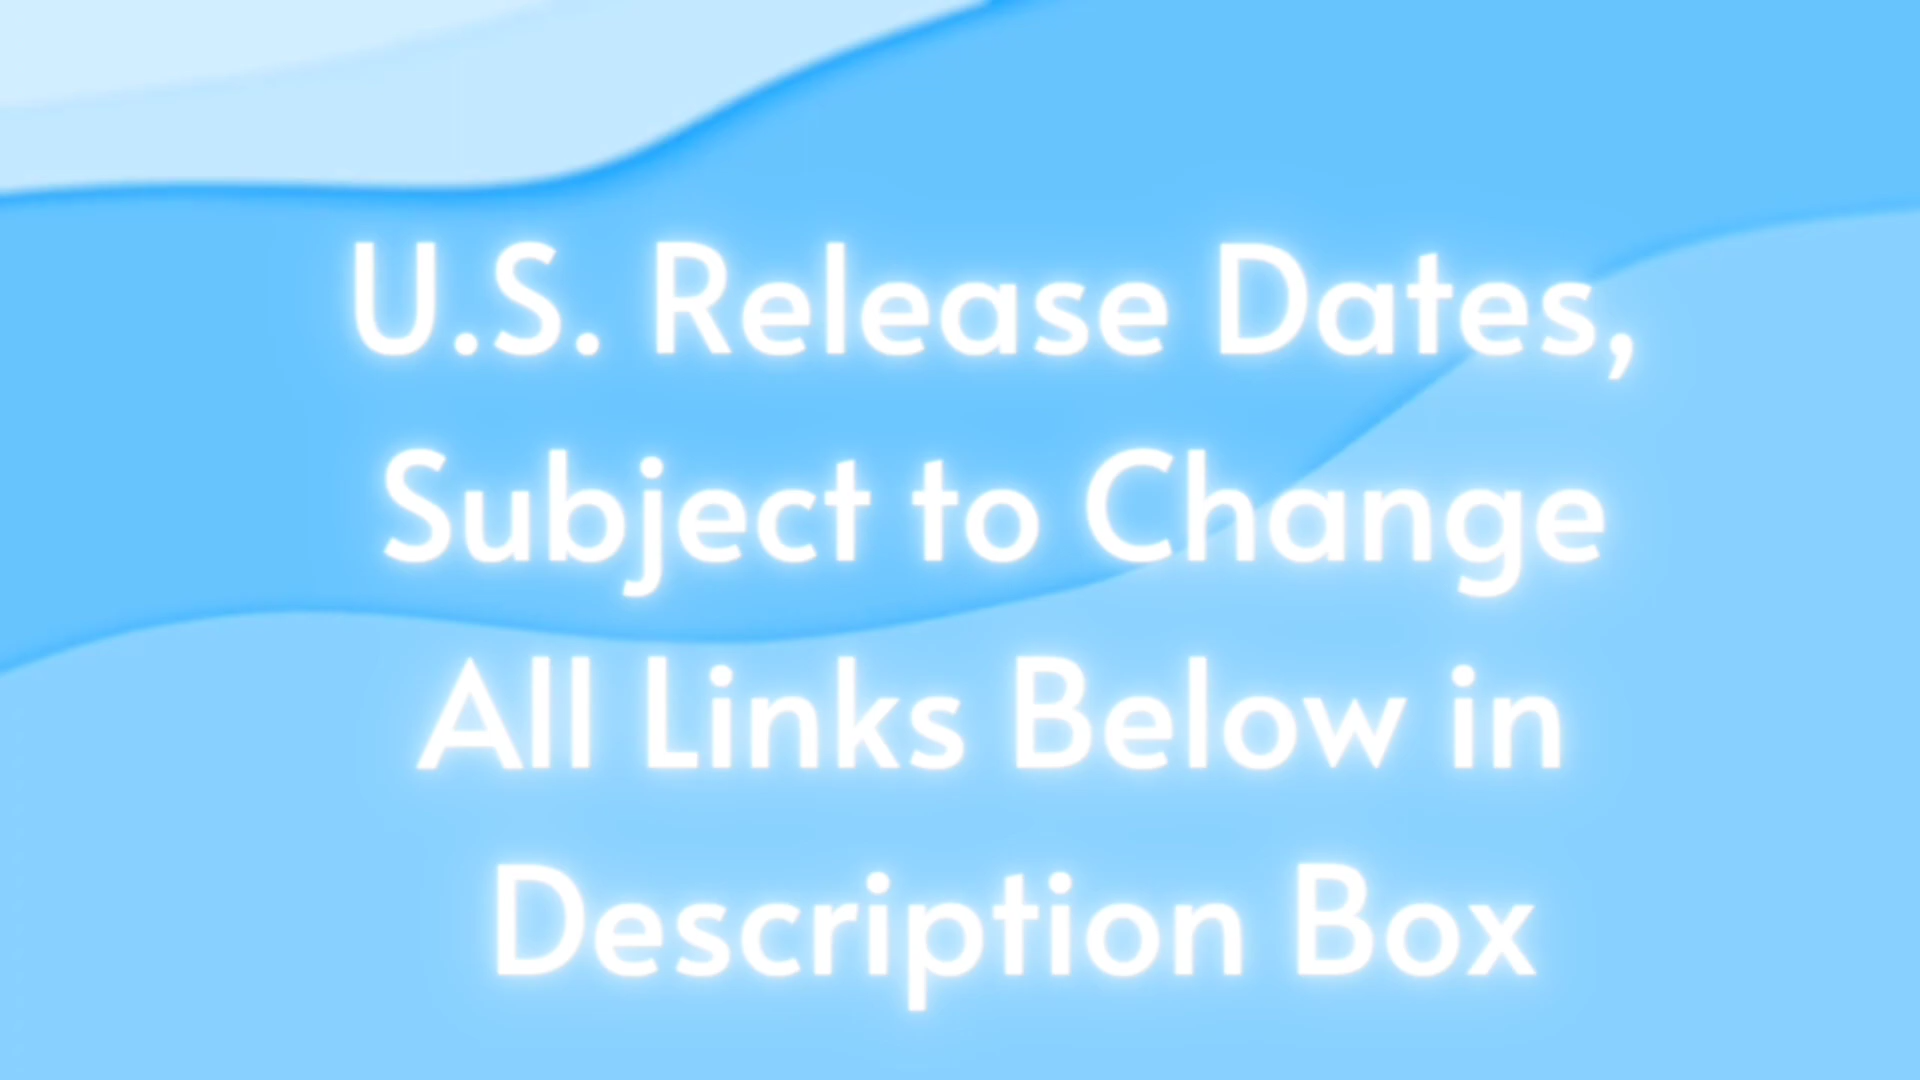 U.S. Release Dates,
Subject to Change
All Links Below in
Description Box